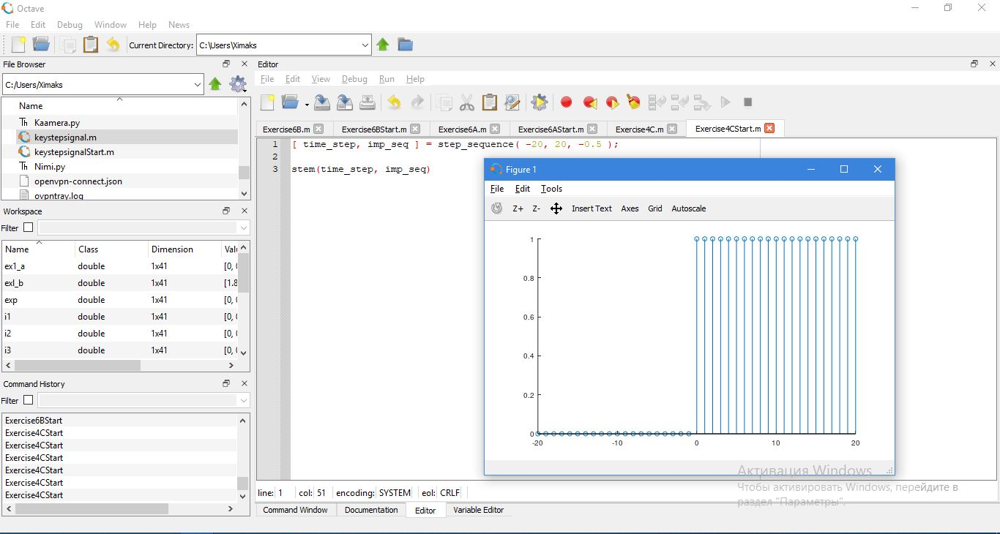 Octave
File Edit Debug Window Help News
Current Directory: C:\Users\Ximaks
File Browser
C:/Users/Ximaks
Name
Kaamera.py
keystepsignal.m
keystepsignalStart.m
Nimi.py
openvpn-connect.json
ovpntray.log
Workspace
Filter
Name Class Dimension Valu
ex1_a double 1x41 [0, (
exl_b double 1x41 [1.8
exp double 1x41 [0, (
i1 double 1x41 [0, (
i2 double 1x41 [0, (
i3 double 1x41 [0, (
Command History
Filter
Exercise6BStart
Exercise4CStart
Exercise4CStart
Exercise4CStart
Exercise4CStart
Exercise4CStart
Exercise4CStart
Editor
File Edit View Debug Run Help
Exercise6B.m Exercise6BStart.m Exercise6A.m Exercise6AStart.m Exercise4C.m Exercise4CStart.m
1 [ time_step, imp_seq ] = step_sequence( -20, 20, -0.5 );
2
3 stem(time_step, imp_seq)
Figure 1
File Edit Tools
Z+ Z- Insert Text Axes Grid Autoscale
1
0.8
0.6
0.4
0.2
0
-20 -10 0 10 20
Активация Windows
Чтобы активировать Windows, перейдите в
раздел "Параметры".
line: 1 col: 51 encoding: SYSTEM eol: CRLF
Command Window Documentation Editor Variable Editor